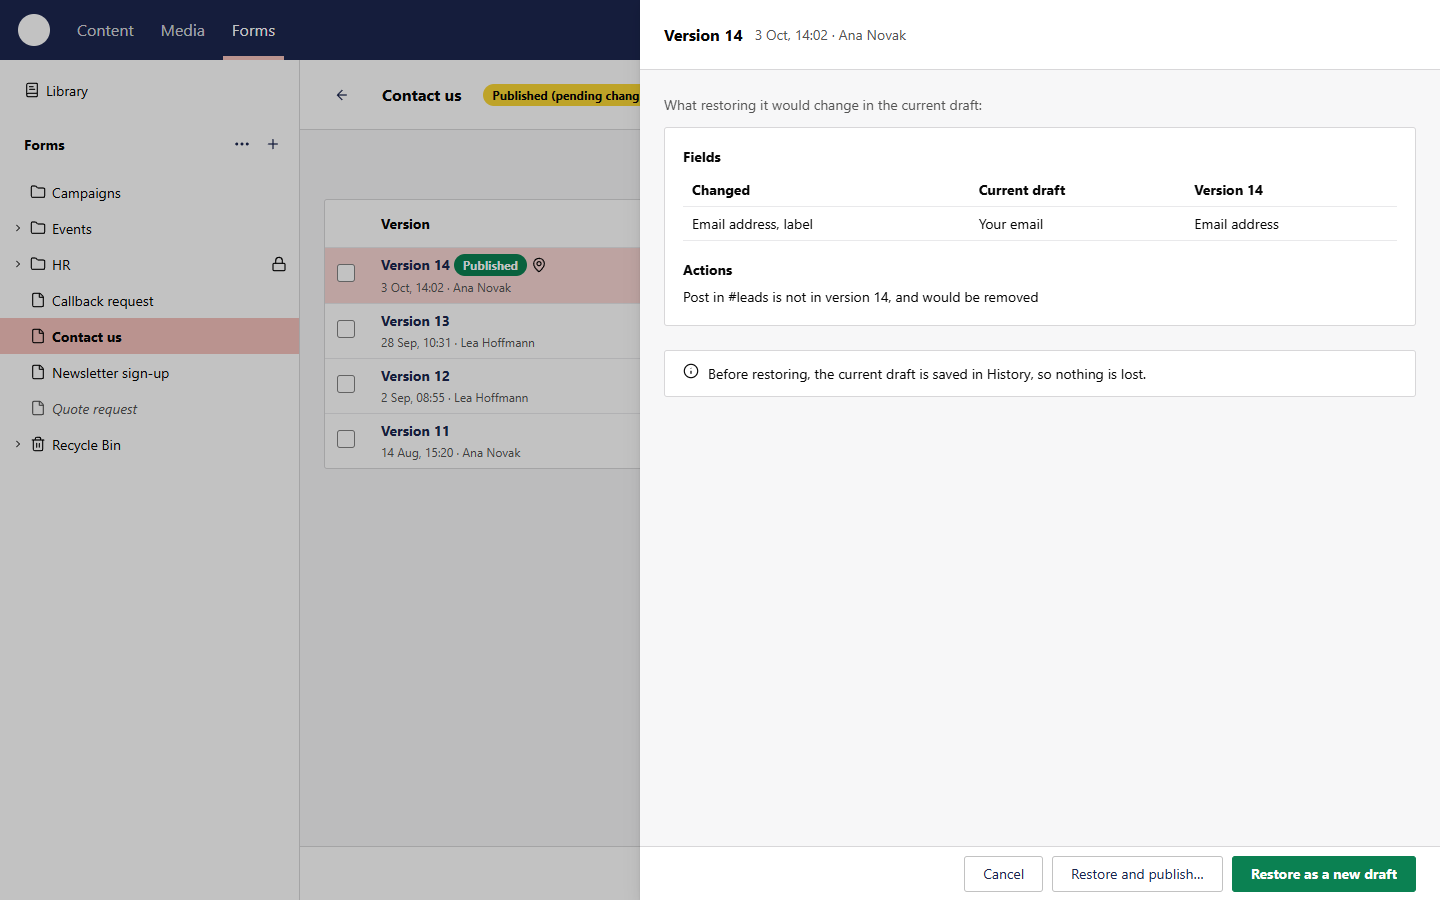 Content Media Forms
Library
Forms
Campaigns
Events
HR
Callback request
Contact us
Newsletter sign-up
Quote request
Recycle Bin
Contact us Published (pending chang
Version
Version 14 Published
3 Oct, 14:02 · Ana Novak
Version 13
28 Sep, 10:31 · Lea Hoffmann
Version 12
2 Sep, 08:55 · Lea Hoffmann
Version 11
14 Aug, 15:20 · Ana Novak
Version 14 3 Oct, 14:02 · Ana Novak
What restoring it would change in the current draft:
Fields
Changed Current draft Version 14
Email address, label Your email Email address
Actions
Post in #leads is not in version 14, and would be removed
Before restoring, the current draft is saved in History, so nothing is lost.
Cancel Restore and publish... Restore as a new draft